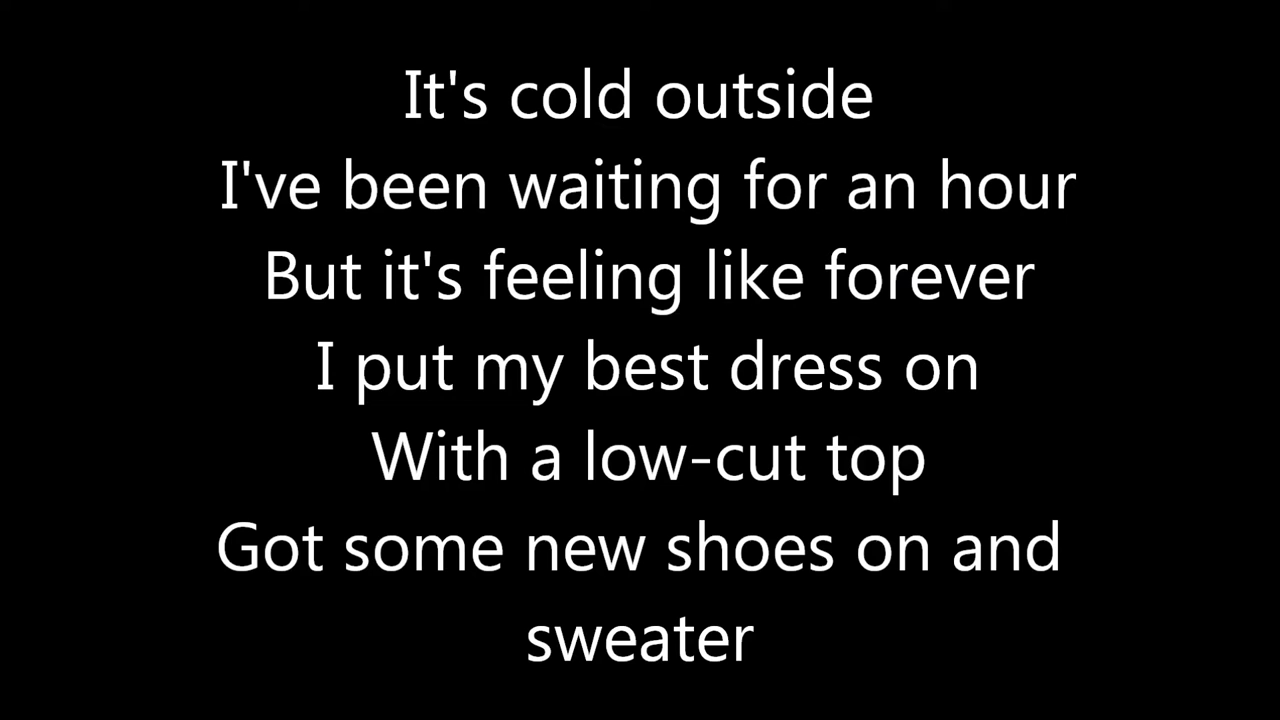 It's cold outside
I've been waiting for an hour
But it's feeling like forever
I put my best dress on
With a low-cut top
Got some new shoes on and
sweater